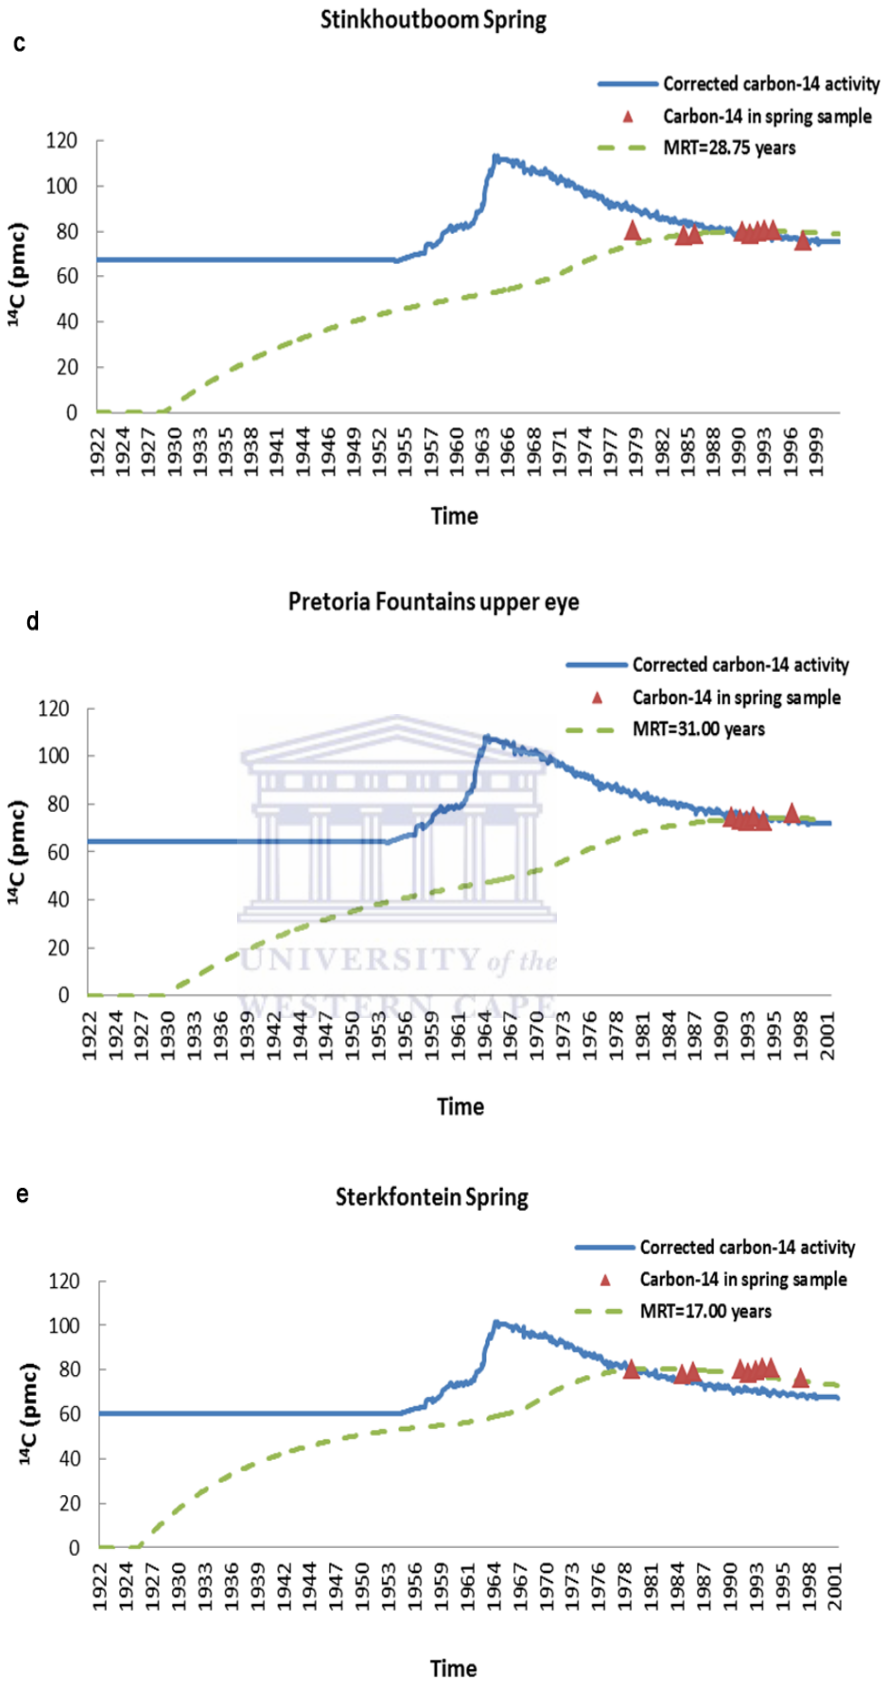 c
Stinkhoutboom Spring
Corrected carbon-14 activity
Carbon-14 in spring sample
MRT=28.75 years
120
100
80
60
40
20
0
¹⁴C (pmc)
1922 1924 1927 1930 1933 1935 1938 1941 1944 1946 1949 1952 1955 1957 1960 1963 1966 1968 1971 1974 1977 1979 1982 1985 1988 1990 1993 1996 1999
Time
d
Pretoria Fountains upper eye
Corrected carbon-14 activity
Carbon-14 in spring sample
MRT=31.00 years
120
100
80
60
40
20
0
¹⁴C (pmc)
UNIVERSITY of the
WESTERN CAPE
1922 1924 1927 1930 1933 1936 1939 1942 1944 1947 1950 1953 1956 1959 1961 1964 1967 1970 1973 1976 1978 1981 1984 1987 1990 1993 1995 1998 2001
Time
e
Sterkfontein Spring
Corrected carbon-14 activity
Carbon-14 in spring sample
MRT=17.00 years
120
100
80
60
40
20
0
¹⁴C (pmc)
1922 1924 1927 1930 1933 1936 1939 1942 1944 1947 1950 1953 1956 1959 1961 1964 1967 1970 1973 1976 1978 1981 1984 1987 1990 1993 1995 1998 2001
Time